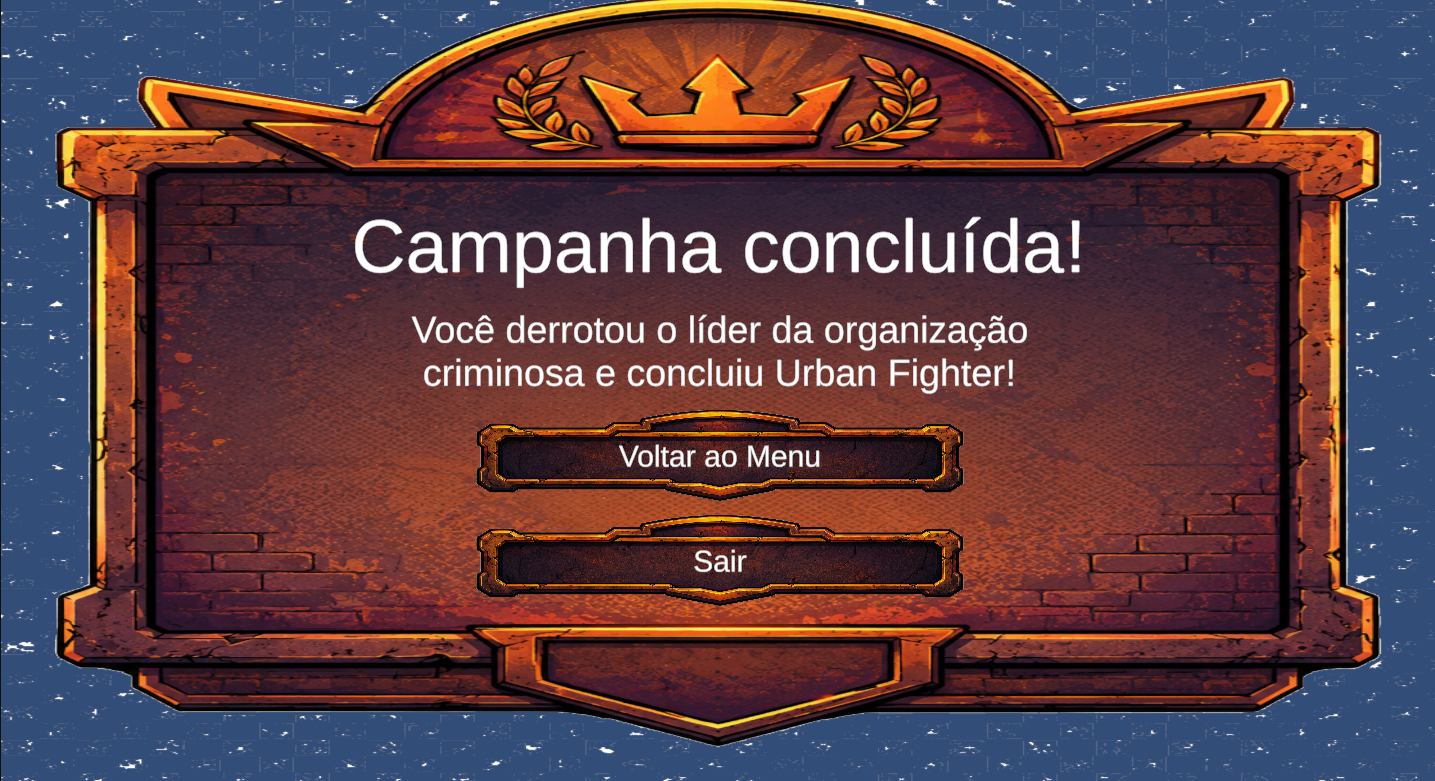 Campanha concluída!
Você derrotou o líder da organização
criminosa e concluiu Urban Fighter!
Voltar ao Menu
Sair